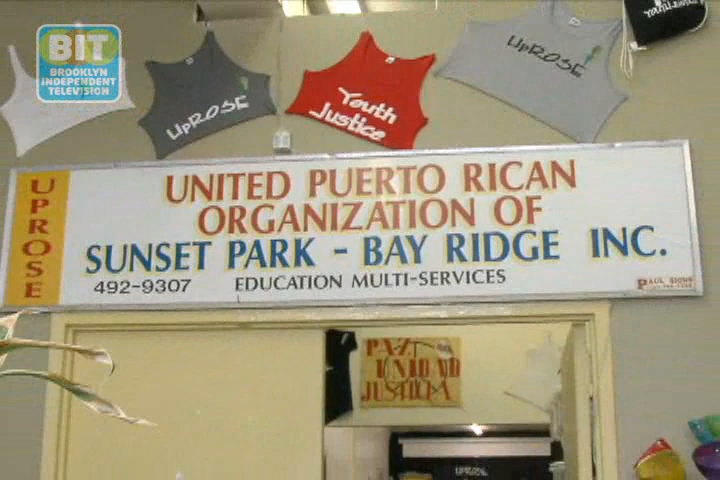 BIT
BROOKLYN
INDEPENDENT
TELEVISION
UPROSE
Youth
Justice
UPROSE
UPROSE
UNITED PUERTO RICAN
ORGANIZATION OF
SUNSET PARK - BAY RIDGE INC.
492-9307 EDUCATION MULTI-SERVICES
PAUL SIGNS
PAZ
UNIDAD
JUSTICIA
UPROSE